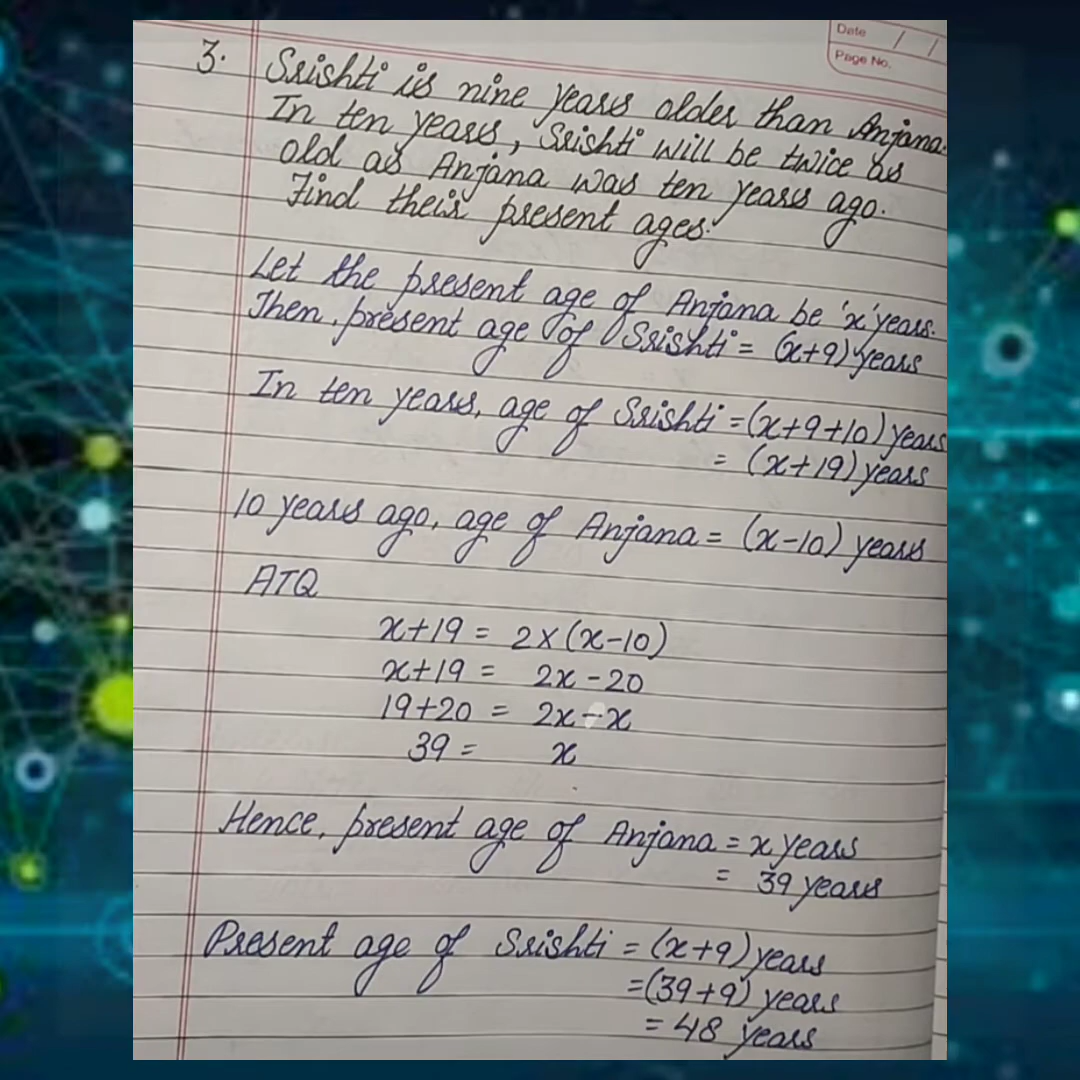 Date / /
Page No.
3. Srishti is nine years older than Anjana.
In ten years, Srishti will be twice as
old as Anjana was ten years ago.
Find their present ages.
Let the present age of Anjana be 'x' years.
Then, present age of Srishti = (x+9) years
In ten years, age of Srishti = (x+9+10) years
= (x+19) years
10 years ago, age of Anjana = (x-10) years
ATQ
x+19 = 2×(x-10)
x+19 = 2x-20
19+20 = 2x-x
39 = x
Hence, present age of Anjana = x years
= 39 years
Present age of Srishti = (x+9) years
=(39+9) years
= 48 years